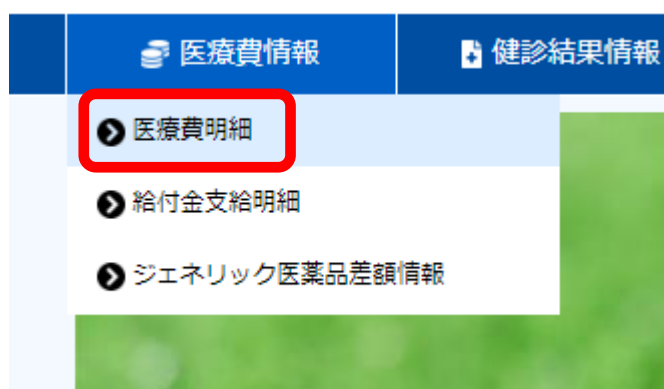 医療費情報
健診結果情報
医療費明細
給付金支給明細
ジェネリック医薬品差額情報